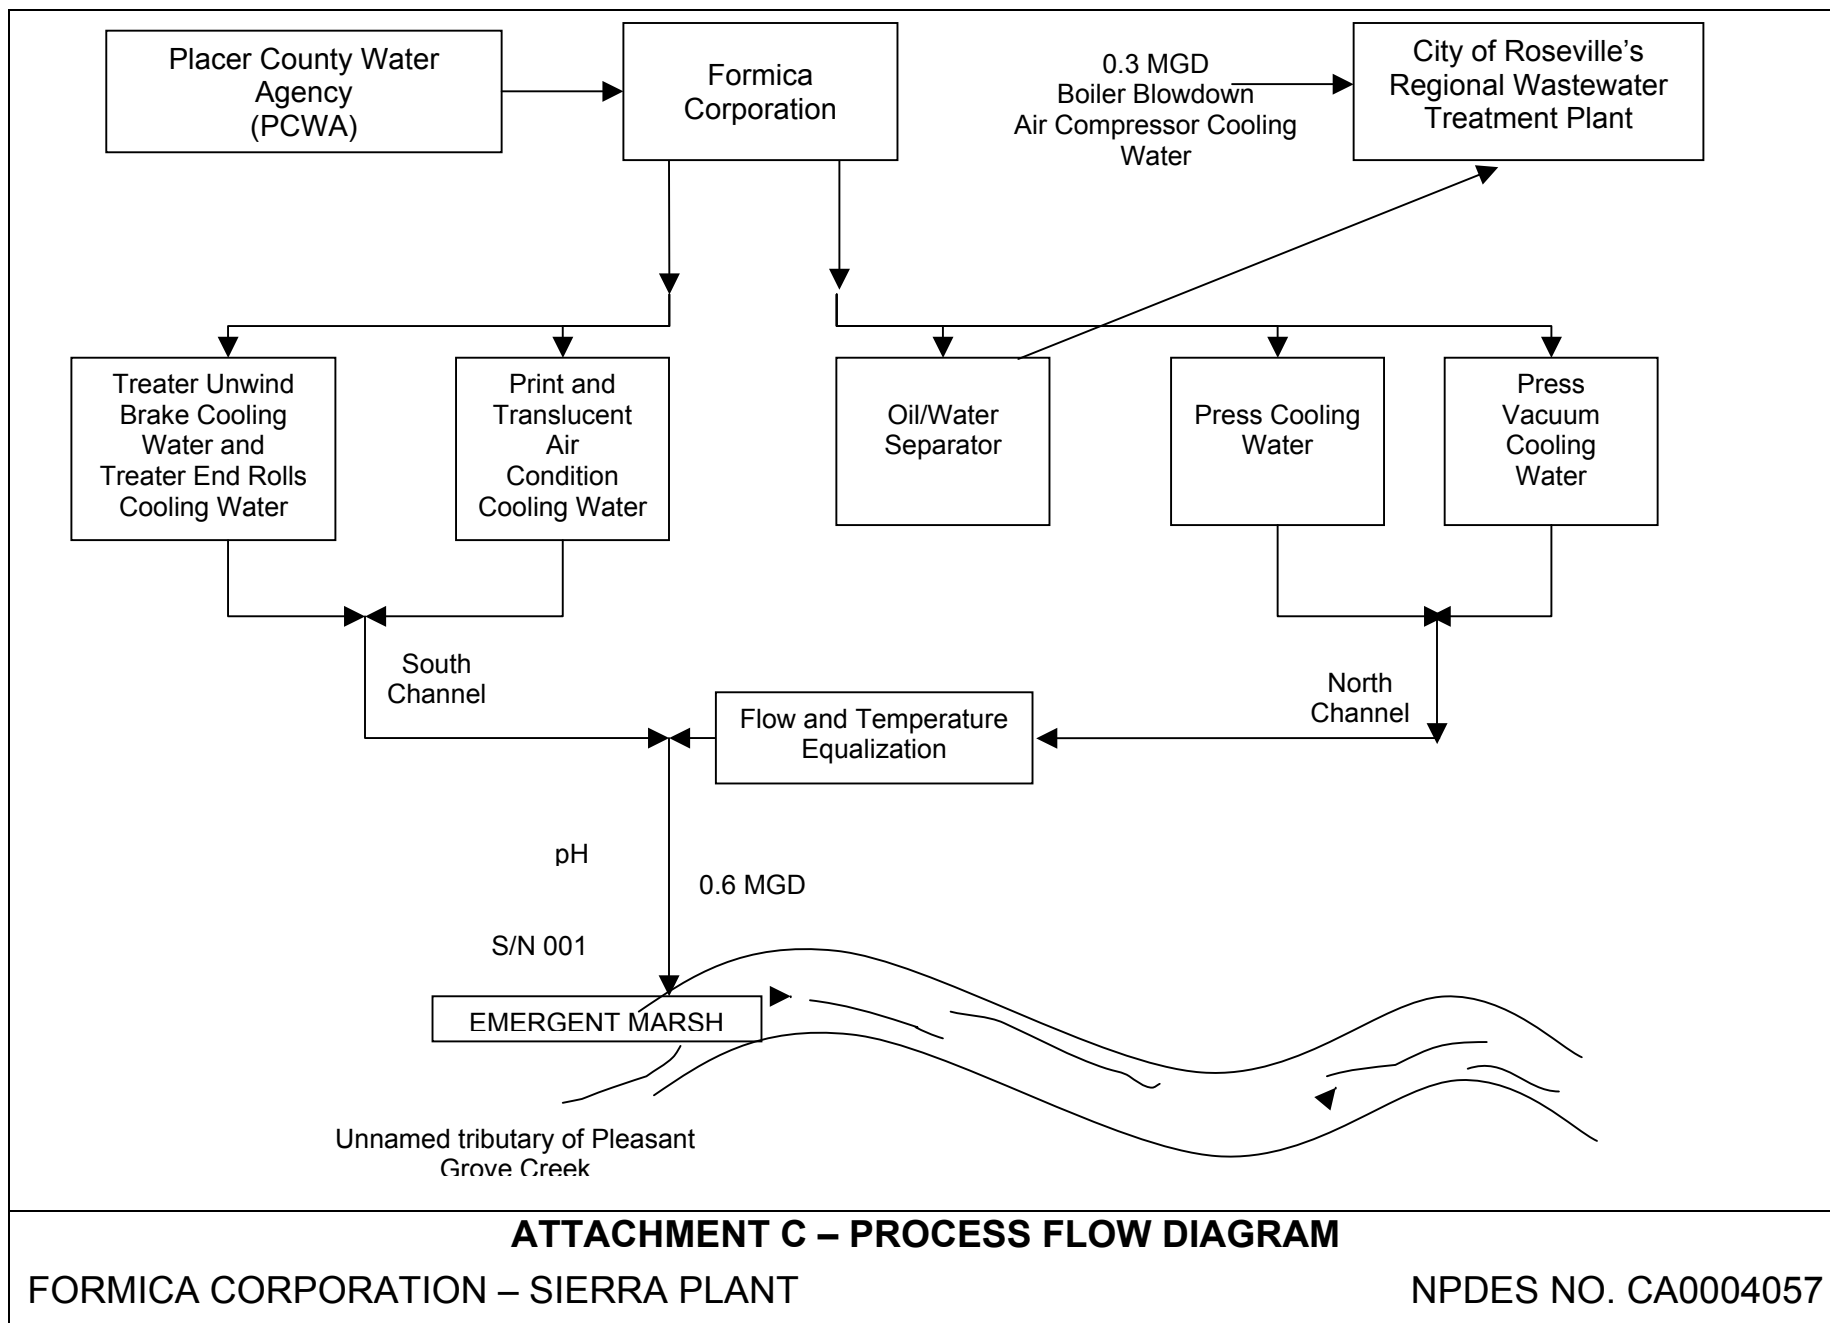 Placer County Water
Agency
(PCWA)
Formica
Corporation
0.3 MGD
Boiler Blowdown
Air Compressor Cooling
Water
City of Roseville’s
Regional Wastewater
Treatment Plant
Treater Unwind
Brake Cooling
Water and
Treater End Rolls
Cooling Water
Print and
Translucent
Air
Condition
Cooling Water
Oil/Water
Separator
Press Cooling
Water
Press
Vacuum
Cooling
Water
South
Channel
North
Channel
Flow and Temperature
Equalization
pH
0.6 MGD
S/N 001
EMERGENT MARSH
Unnamed tributary of Pleasant
Grove Creek
ATTACHMENT C – PROCESS FLOW DIAGRAM
FORMICA CORPORATION – SIERRA PLANT
NPDES NO. CA0004057